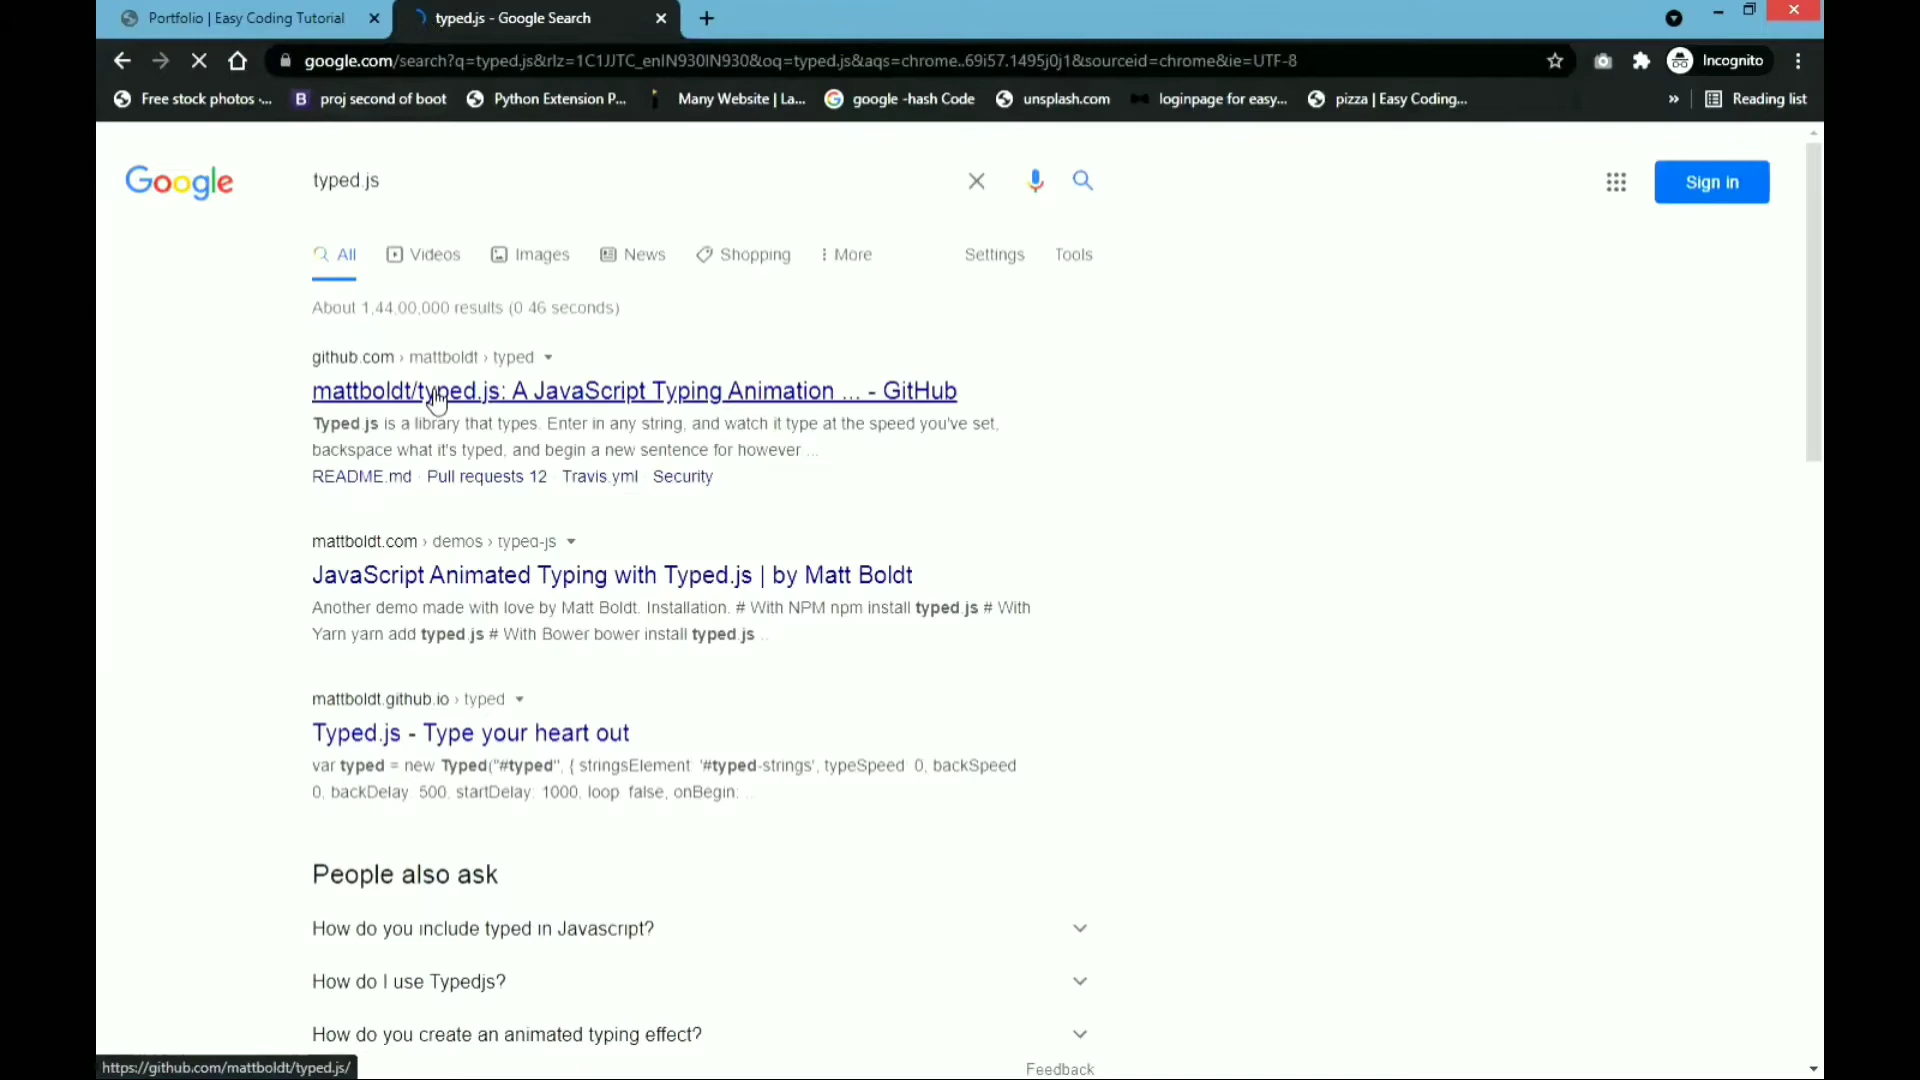 Portfolio | Easy Coding Tutorial
typed.js - Google Search
google.com/search?q=typed.js&rlz=1C1JJTC_enIN930IN930&oq=typed.js&aqs=chrome..69i57.1495j0j1&sourceid=chrome&ie=UTF-8
Incognito
Free stock photos -...
B proj second of boot
Python Extension P...
Many Website | La...
google -hash Code
unsplash.com
loginpage for easy...
pizza | Easy Coding...
»
Reading list
Google
typed.js
Sign in
All
Videos
Images
News
Shopping
More
Settings
Tools
About 1,44,00,000 results (0 46 seconds)
github.com › mattboldt › typed
mattboldt/typed.js: A JavaScript Typing Animation ... - GitHub
Typed js is a library that types. Enter in any string, and watch it type at the speed you've set,
backspace what it's typed, and begin a new sentence for however ...
README.md · Pull requests 12 Travis.yml Security
mattboldt.com › demos › typed-js
JavaScript Animated Typing with Typed.js | by Matt Boldt
Another demo made with love by Matt Boldt. Installation. # With NPM npm install typed.js # With
Yarn yarn add typed.js # With Bower bower install typed.js ..
mattboldt.github.io › typed
Typed.js - Type your heart out
var typed = new Typed("#typed", { stringsElement '#typed-strings', typeSpeed 0, backSpeed
0, backDelay 500, startDelay: 1000, loop false, onBegin: ...
People also ask
How do you include typed in Javascript?
How do I use Typedjs?
How do you create an animated typing effect?
Feedback
https://github.com/mattboldt/typed.js/